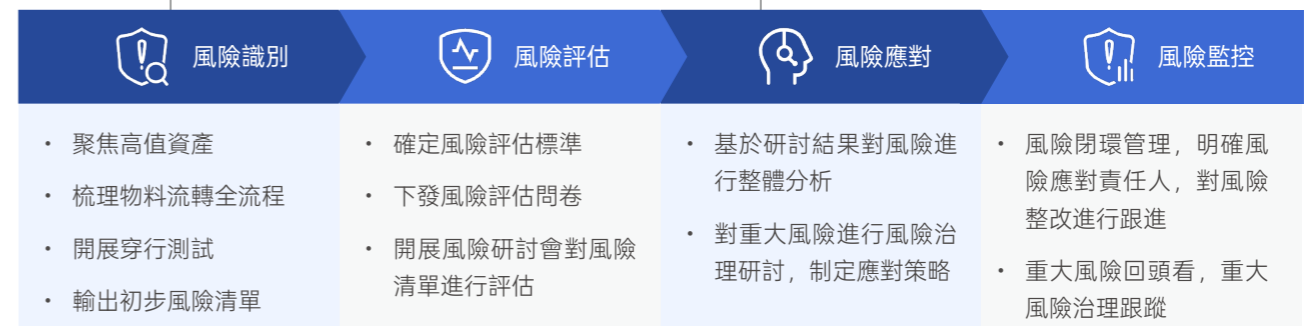 風險識別
風險評估
風險應對
風險監控
• 聚焦高值資產
• 梳理物料流轉全流程
• 開展穿行測試
• 輸出初步風險清單
• 確定風險評估標準
• 下發風險評估問卷
• 開展風險研討會對風險
清單進行評估
• 基於研討結果對風險進
行整體分析
• 對重大風險進行風險治
理研討，制定應對策略
• 風險閉環管理，明確風
險應對責任人，對風險
整改進行跟進
• 重大風險回頭看，重大
風險治理跟蹤